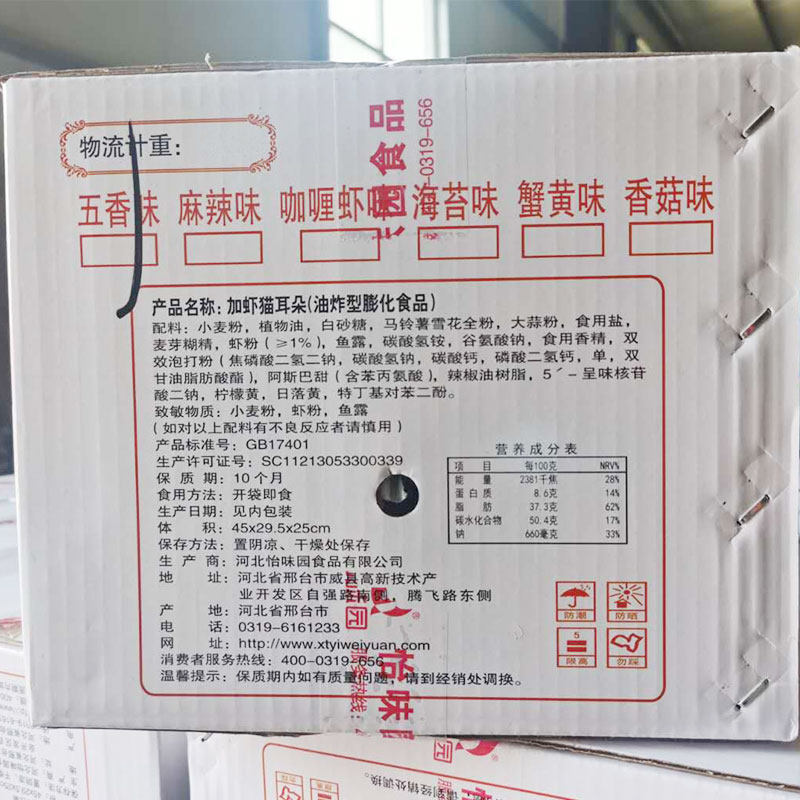 物流计重：
五香味 麻辣味 咖喱虾 海苔味 蟹黄味 香菇味
产品名称：加虾猫耳朵(油炸型膨化食品)
配料：小麦粉，植物油，白砂糖，马铃薯雪花全粉，大蒜粉，食用盐，
麦芽糊精，虾粉（≥1%），鱼露，碳酸氢铵，谷氨酸钠，食用香精，双
效泡打粉（焦磷酸二氢二钠，碳酸氢钠，碳酸钙，磷酸二氢钙，单，双
甘油脂肪酸酯），阿斯巴甜（含苯丙氨酸），辣椒油树脂，5′-呈味核苷
酸二钠，柠檬黄，日落黄，特丁基对苯二酚。
致敏物质：小麦粉，虾粉，鱼露
（如对以上配料有不良反应者请慎用）
产品标准号：GB17401
生产许可证号：SC11213053300339
保质期：10个月
食用方法：开袋即食
生产日期：见内包装
体积：45x29.5x25cm
保存方法：置阴凉、干燥处保存
生产商：河北怡味园食品有限公司
地址：河北省邢台市威县高新技术产
业开发区自强路南侧，腾飞路东侧
产地：河北省邢台市
电话：0319-6161233
网址：http://www.xtyiweiyuan.com
消费者服务热线：400-0319-656
温馨提示：保质期内如有质量问题，请到经销处调换。
营养成分表
项目 每100克 NRV%
能量 2381千焦 28%
蛋白质 8.6克 14%
脂肪 37.3克 62%
碳水化合物 50.4克 17%
钠 660毫克 33%
防潮 防晒
5
限高 勿踩
园食品
-0319-656
怡味
园
服务热线：
®